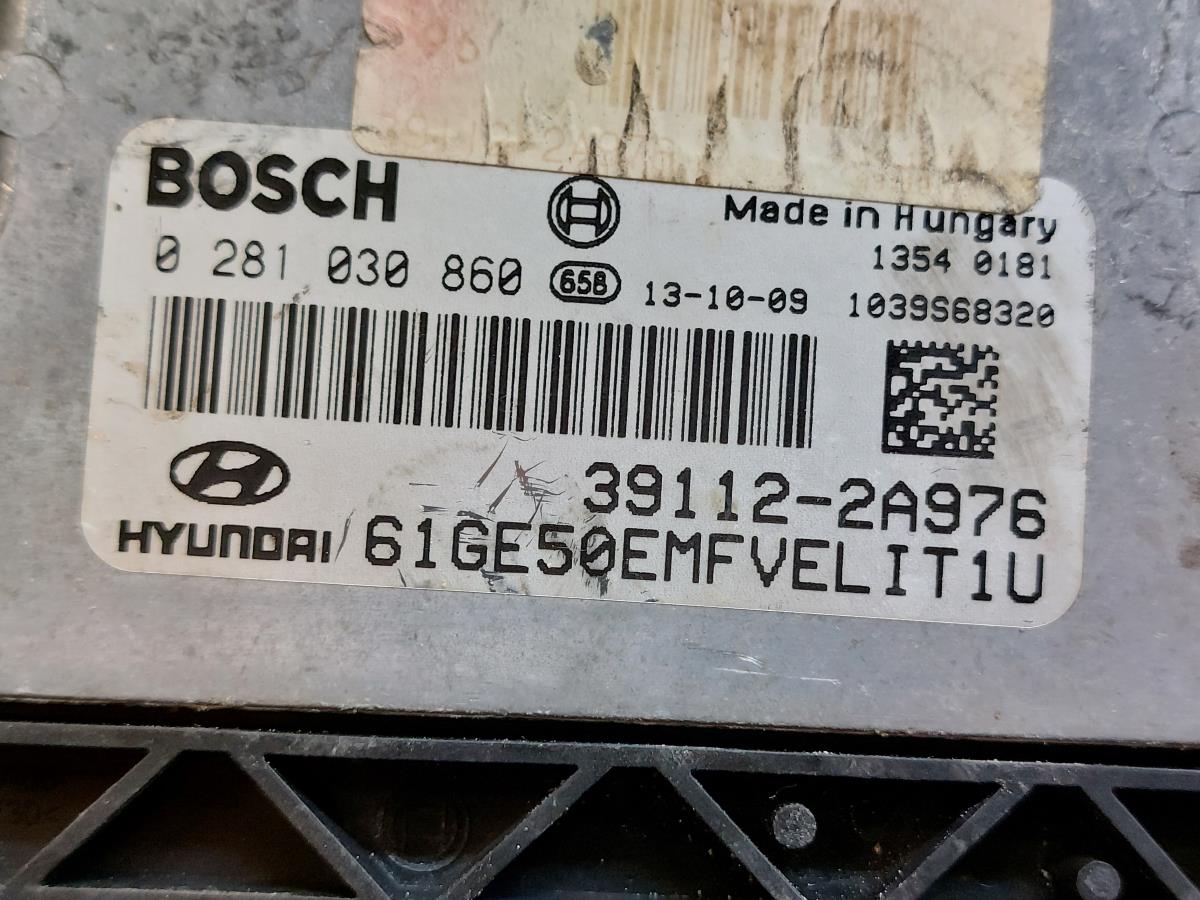 BOSCH
Made in Hungary
0 281 030 860
658
13-10-09
1354 0181
1039S68320
39112-2A976
HYUNDAI
61GE50EMFVELIT1U